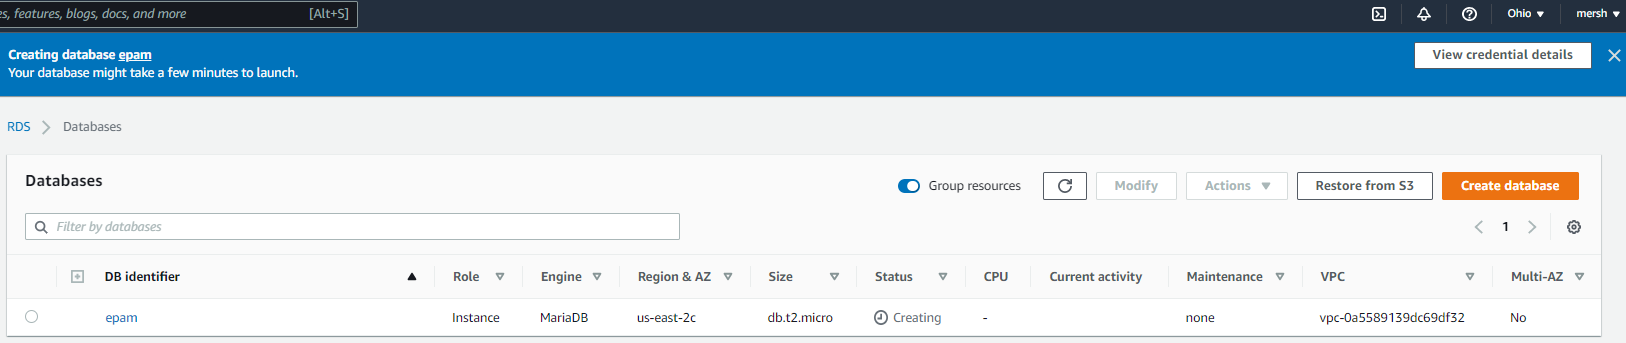 es, features, blogs, docs, and more [Alt+S] Ohio mersh
Creating database epam
Your database might take a few minutes to launch.
View credential details
RDS Databases
Databases
Group resources Modify Actions Restore from S3 Create database
Filter by databases
1
DB identifier Role Engine Region & AZ Size Status CPU Current activity Maintenance VPC Multi-AZ
epam Instance MariaDB us-east-2c db.t2.micro Creating - none vpc-0a5589139dc69df32 No